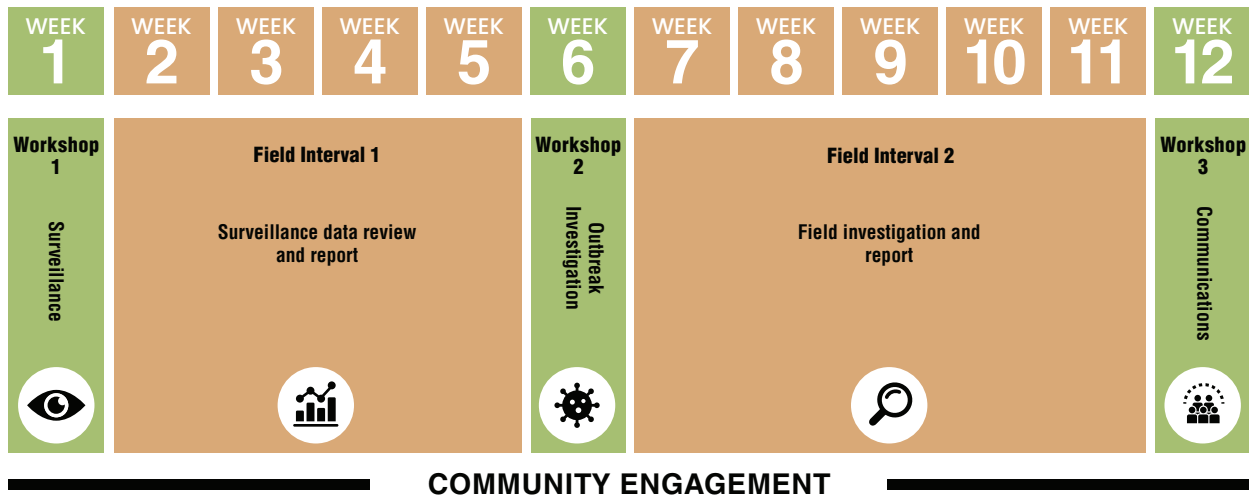 WEEK
1
WEEK
2
WEEK
3
WEEK
4
WEEK
5
WEEK
6
WEEK
7
WEEK
8
WEEK
9
WEEK
10
WEEK
11
WEEK
12
Workshop
1
Surveillance
Field Interval 1
Surveillance data review
and report
Workshop
2
Outbreak
Investigation
Field Interval 2
Field investigation and
report
Workshop
3
Communications
COMMUNITY ENGAGEMENT